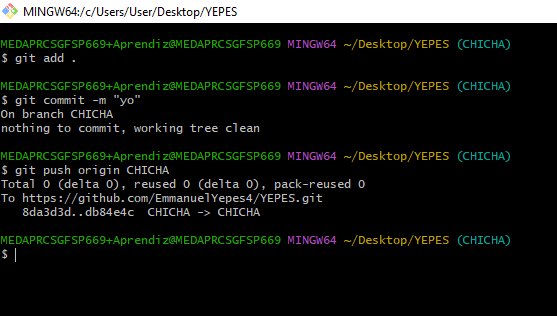 MINGW64:/c/Users/User/Desktop/YEPES
MEDAPRCSGFSP669+Aprendiz@MEDAPRCSGFSP669 MINGW64 ~/Desktop/YEPES (CHICHA)
$ git add .
MEDAPRCSGFSP669+Aprendiz@MEDAPRCSGFSP669 MINGW64 ~/Desktop/YEPES (CHICHA)
$ git commit -m "yo"
On branch CHICHA
nothing to commit, working tree clean
MEDAPRCSGFSP669+Aprendiz@MEDAPRCSGFSP669 MINGW64 ~/Desktop/YEPES (CHICHA)
$ git push origin CHICHA
Total 0 (delta 0), reused 0 (delta 0), pack-reused 0
To https://github.com/EmmanuelYepes4/YEPES.git
   8da3d3d..db84e4c  CHICHA -> CHICHA
MEDAPRCSGFSP669+Aprendiz@MEDAPRCSGFSP669 MINGW64 ~/Desktop/YEPES (CHICHA)
$